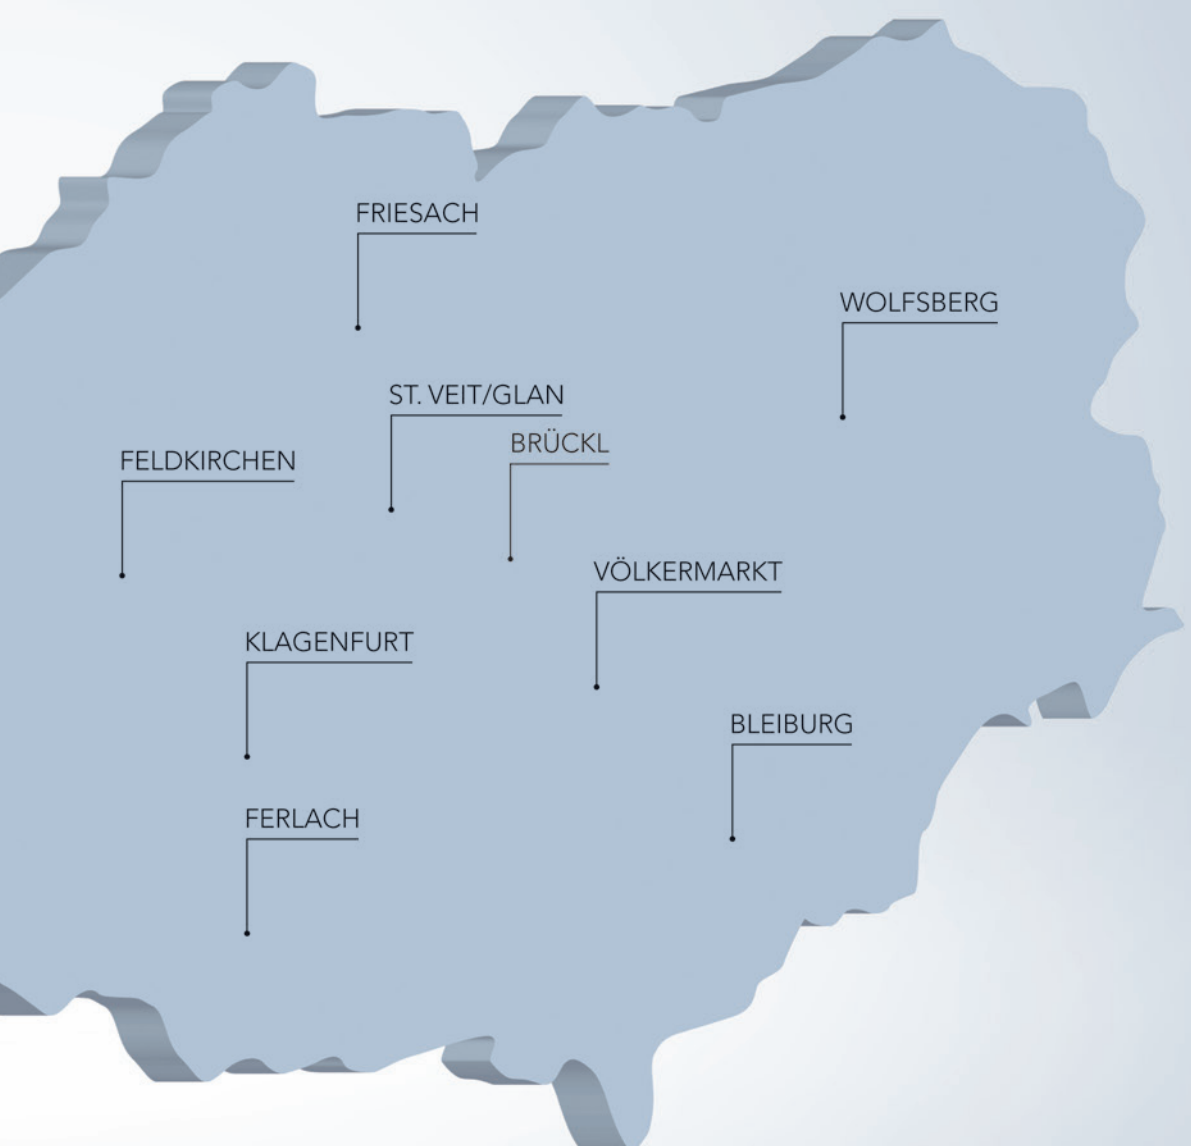 FRIESACH
WOLFSBERG
ST. VEIT/GLAN
BRÜCKL
FELDKIRCHEN
VÖLKERMARKT
KLAGENFURT
BLEIBURG
FERLACH